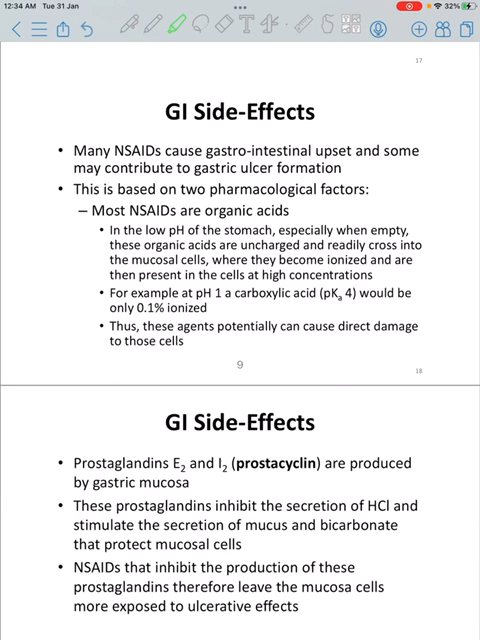 12:34 AM Tue 31 Jan
32%
17
GI Side-Effects
• Many NSAIDs cause gastro-intestinal upset and some
may contribute to gastric ulcer formation
• This is based on two pharmacological factors:
– Most NSAIDs are organic acids
• In the low pH of the stomach, especially when empty,
these organic acids are uncharged and readily cross into
the mucosal cells, where they become ionized and are
then present in the cells at high concentrations
• For example at pH 1 a carboxylic acid (pKa 4) would be
only 0.1% ionized
• Thus, these agents potentially can cause direct damage
to those cells
9
18
GI Side-Effects
• Prostaglandins E2 and I2 (prostacyclin) are produced
by gastric mucosa
• These prostaglandins inhibit the secretion of HCl and
stimulate the secretion of mucus and bicarbonate
that protect mucosal cells
• NSAIDs that inhibit the production of these
prostaglandins therefore leave the mucosa cells
more exposed to ulcerative effects